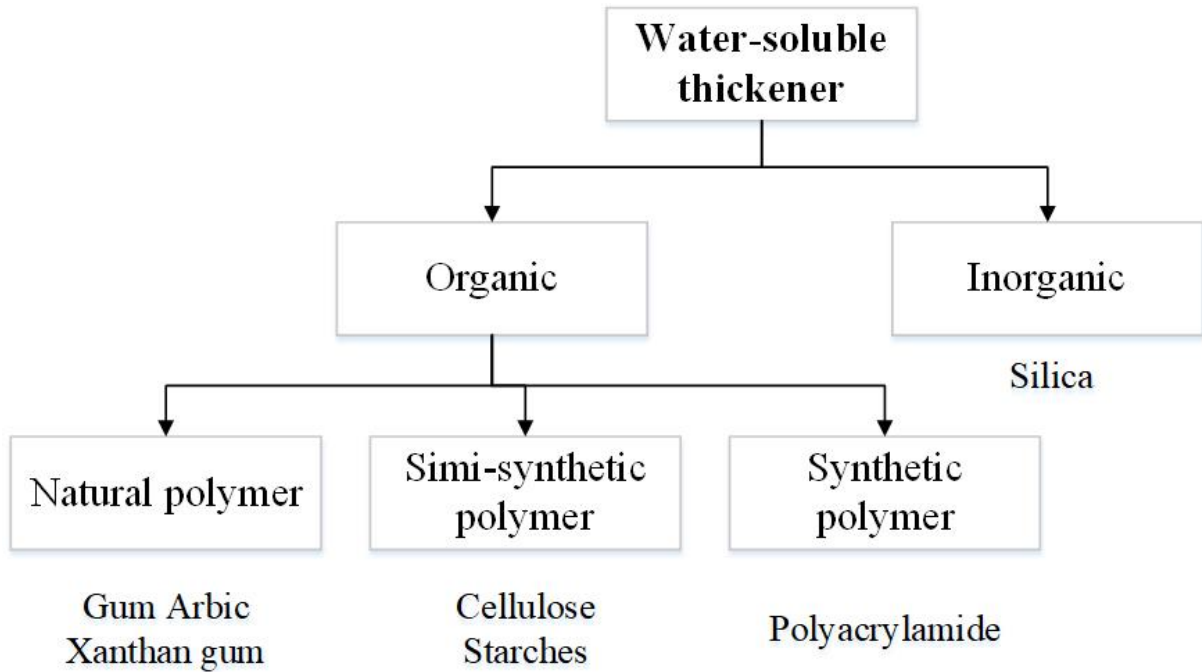 Water-soluble
thickener
Organic
Inorganic
Silica
Natural polymer
Simi-synthetic
polymer
Synthetic
polymer
Gum Arbic
Xanthan gum
Cellulose
Starches
Polyacrylamide